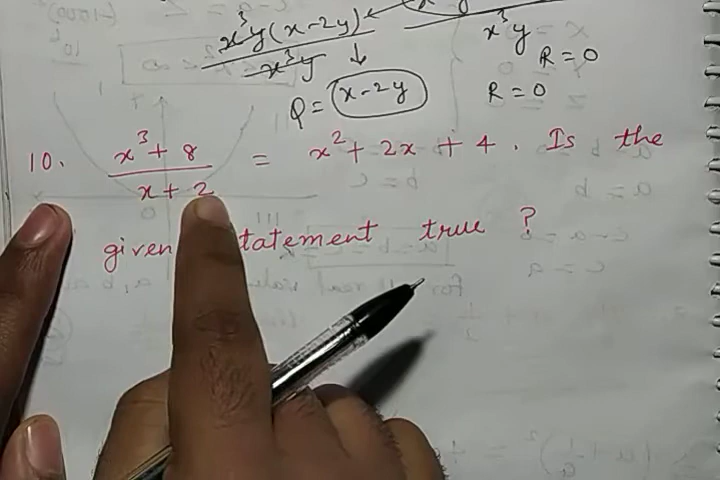 x³y(x-2y)
x³y
x³y
R = 0
Q = x-2y
R = 0
10. x³ + 8 / x + 2 = x² + 2x + 4 . Is the
given statement true ?